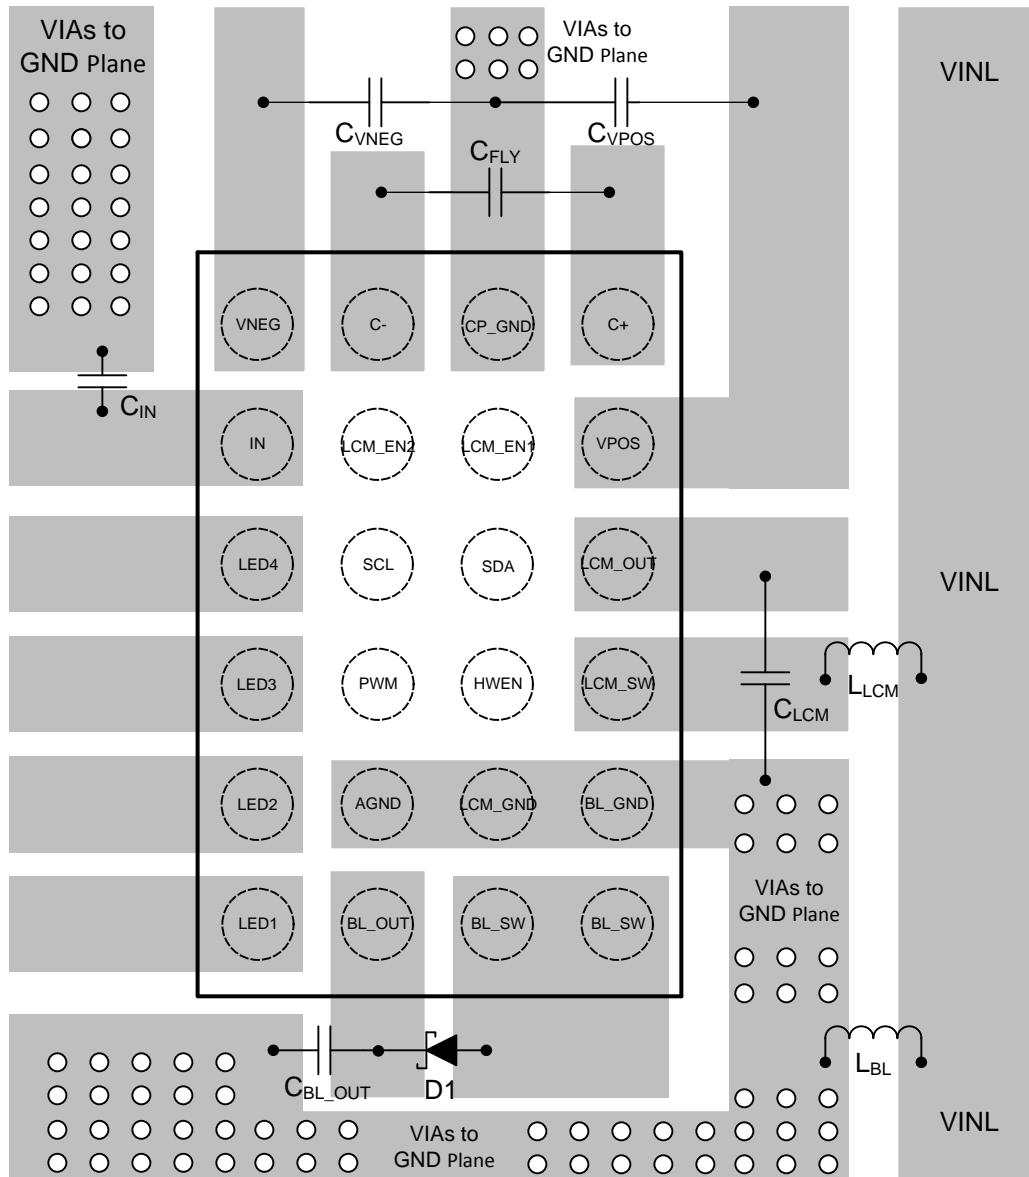 VIAs to
GND Plane
VIAs to
GND Plane
VINL
CVNEG
CVPOS
CFLY
VNEG
C-
CP_GND
C+
CIN
IN
LCM_EN2
LCM_EN1
VPOS
LED4
SCL
SDA
LCM_OUT
VINL
LED3
PWM
HWEN
LCM_SW
LLCM
CLCM
LED2
AGND
LCM_GND
BL_GND
VIAs to
GND Plane
LED1
BL_OUT
BL_SW
BL_SW
LBL
CBL_OUT
D1
VIAs to
GND Plane
VINL